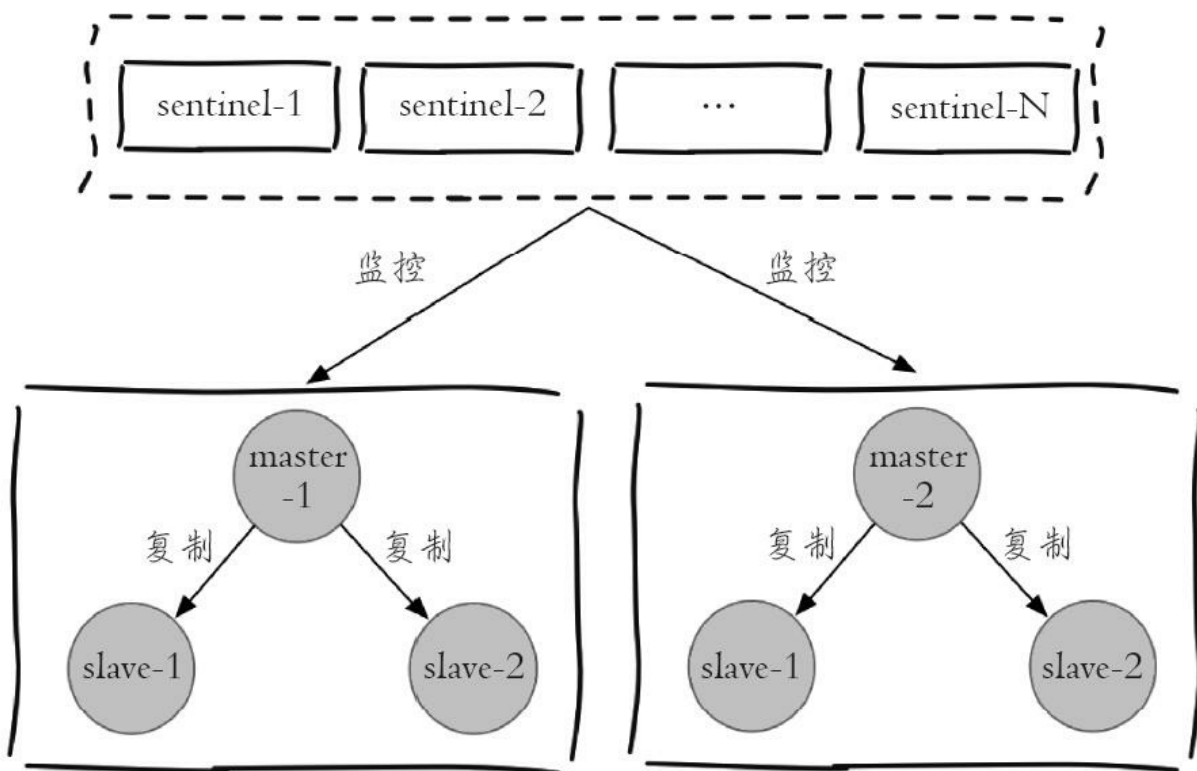 sentinel-1
sentinel-2
...
sentinel-N
监控
监控
master
-1
复制
复制
slave-1
slave-2
master
-2
复制
复制
slave-1
slave-2